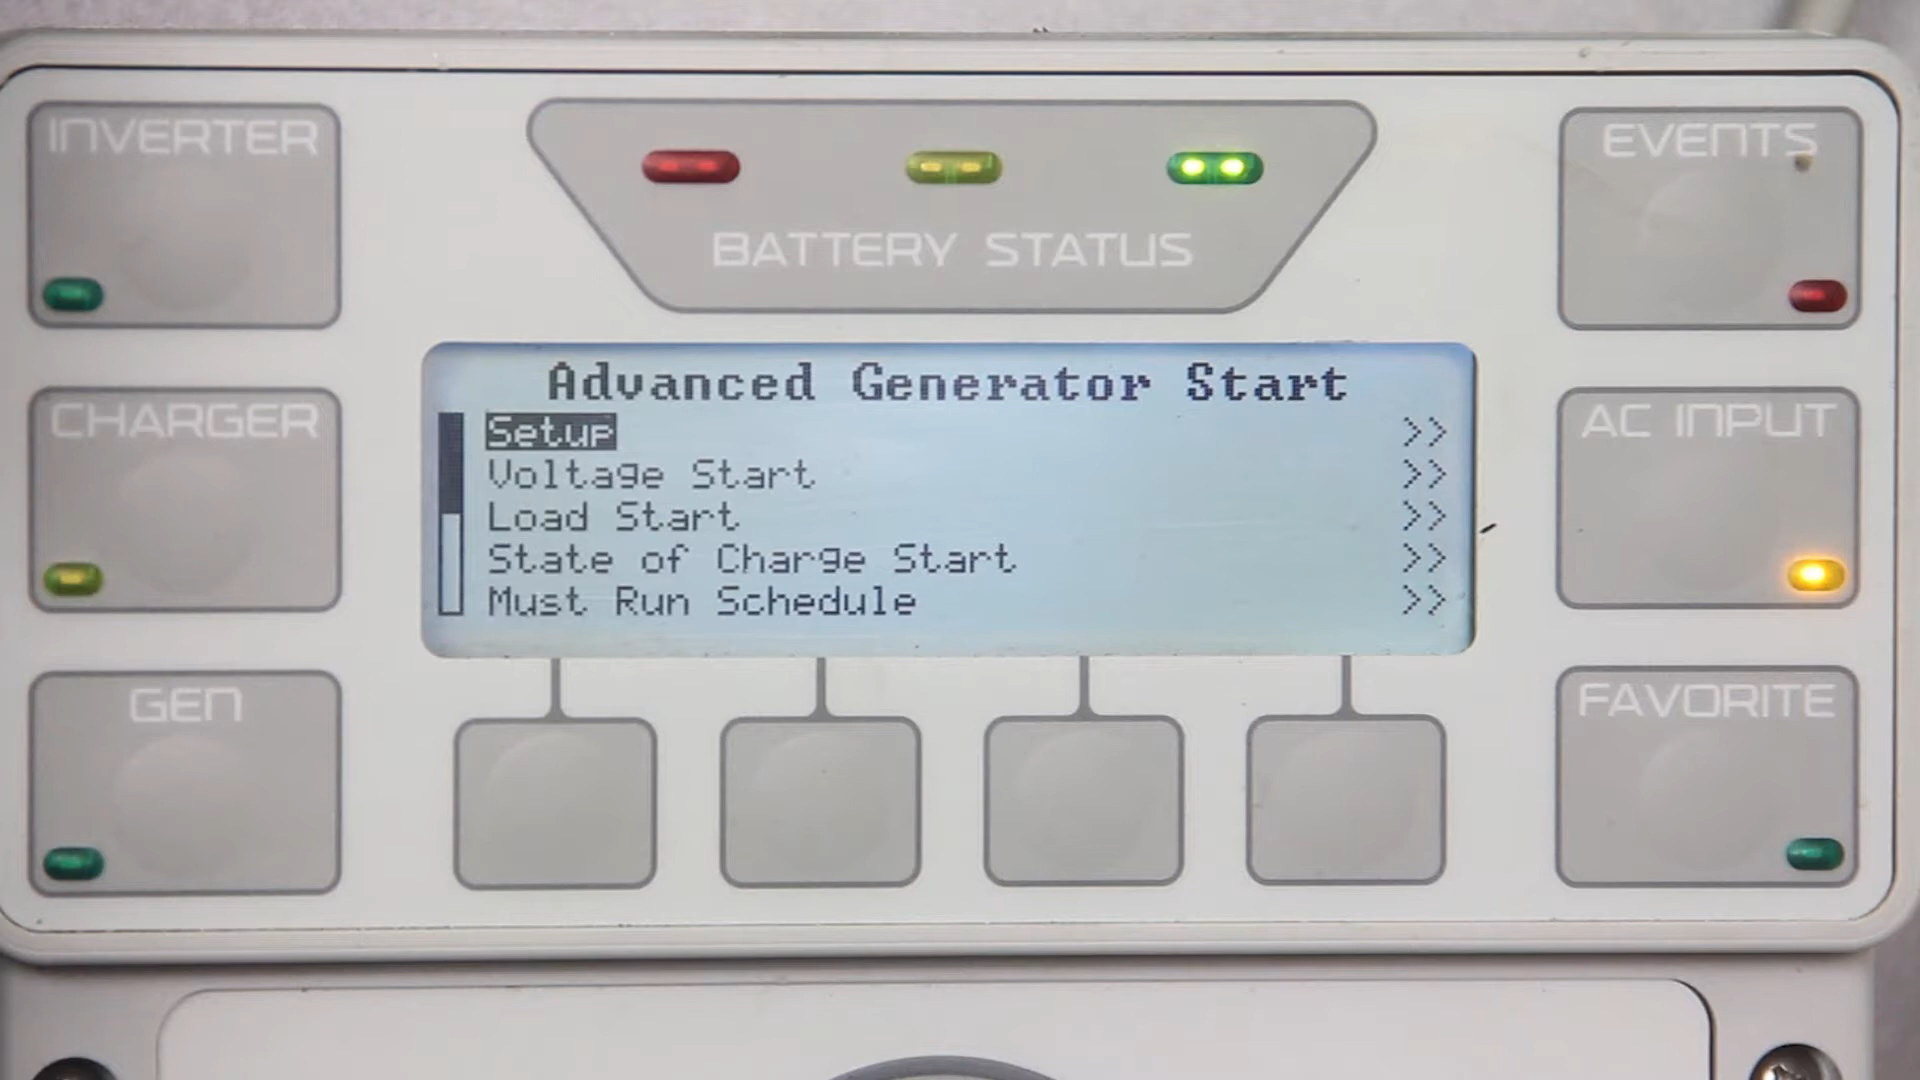 INVERTER
BATTERY STATUS
EVENTS
CHARGER
AC INPUT
GEN
FAVORITE
Advanced Generator Start
Setup >>
Voltage Start >>
Load Start >>
State of Charge Start >>
Must Run Schedule >>